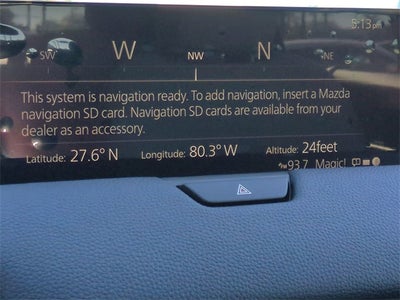 5:13pm
SW W NW N NE
This system is navigation ready. To add navigation, insert a Mazda
navigation SD card. Navigation SD cards are available from your
dealer as an accessory.
Latitude: 27.6° N Longitude: 80.3° W Altitude: 24feet
93.7 Magic!